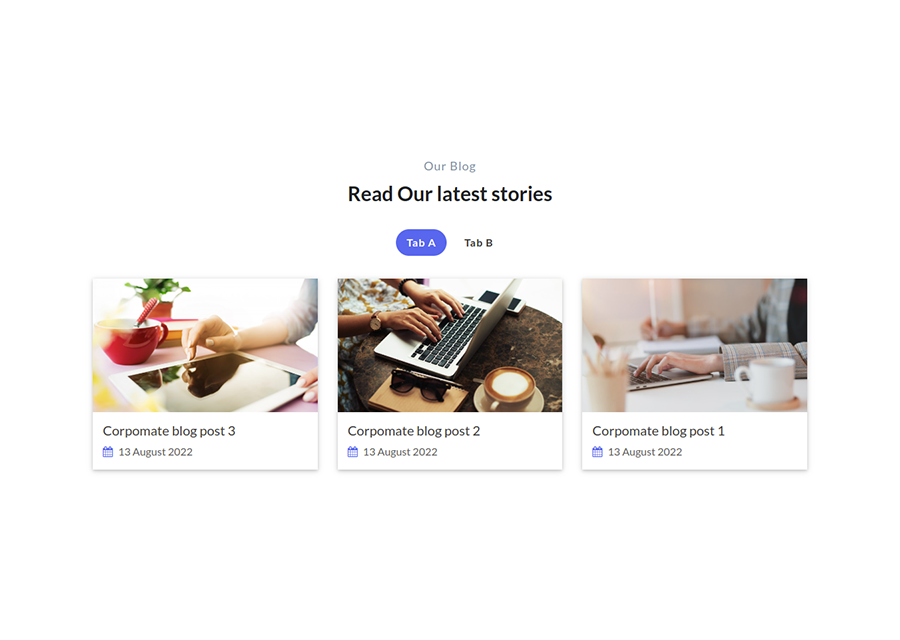 Our Blog
Read Our latest stories
Tab A
Tab B
Corpomate blog post 3
13 August 2022
Corpomate blog post 2
13 August 2022
Corpomate blog post 1
13 August 2022